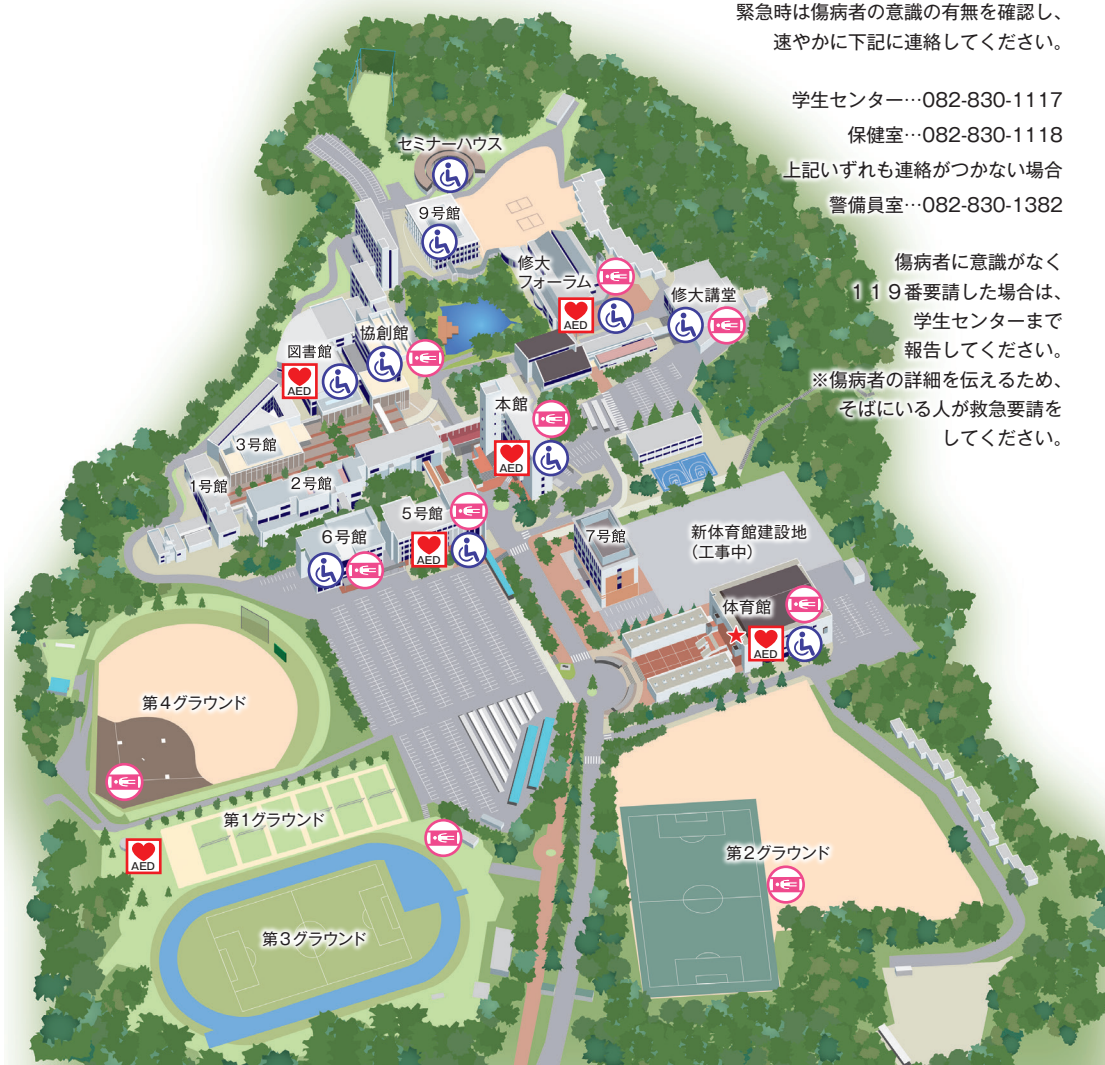 緊急時は傷病者の意識の有無を確認し、
速やかに下記に連絡してください。
学生センター…082-830-1117
保健室…082-830-1118
上記いずれも連絡がつかない場合
警備員室…082-830-1382
傷病者に意識がなく
119番要請した場合は、
学生センターまで
報告してください。
※傷病者の詳細を伝えるため、
そばにいる人が救急要請を
してください。
セミナーハウス
9号館
修大
フォーラム
AED
修大講堂
協創館
図書館
AED
本館
AED
3号館
1号館
2号館
5号館
AED
6号館
7号館
新体育館建設地
（工事中）
体育館
AED
第4グラウンド
第1グラウンド
AED
第2グラウンド
第3グラウンド